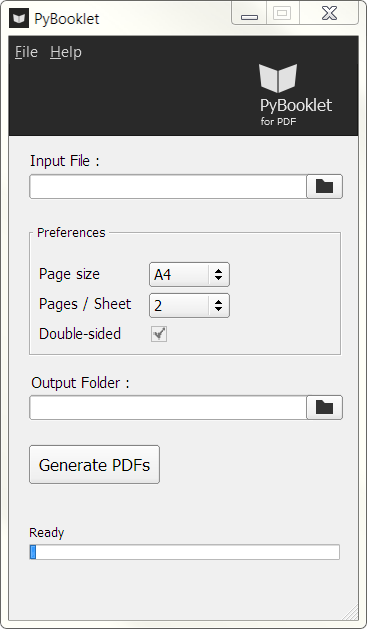 PyBooklet
File Help
PyBooklet
for PDF
Input File :
Preferences
Page size A4
Pages / Sheet 2
Double-sided
Output Folder :
Generate PDFs
Ready